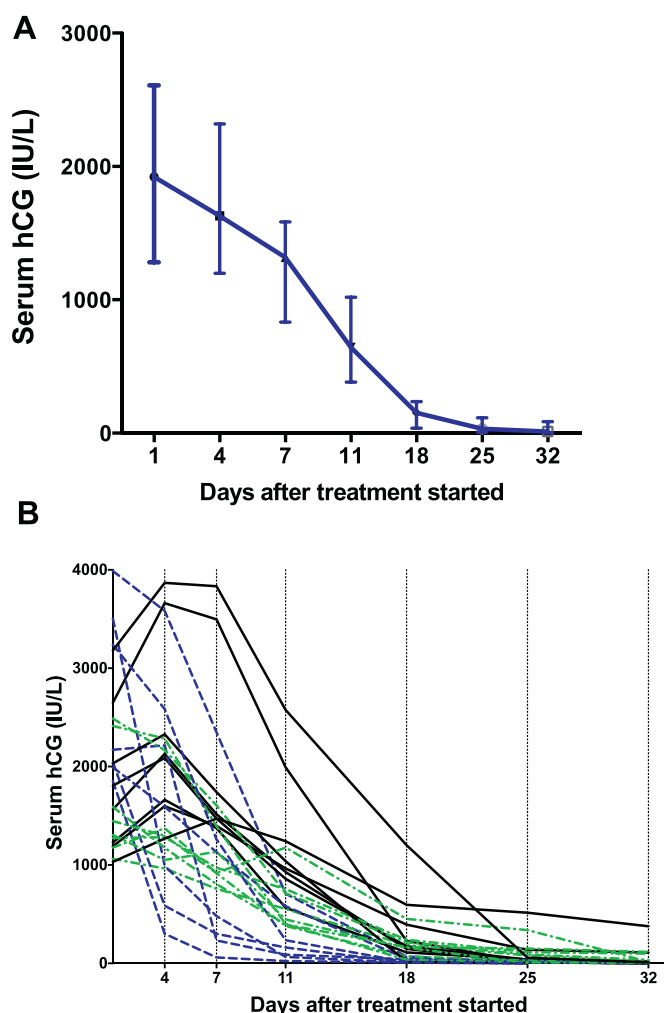 A
3000
2000
1000
0
Serum hCG (IU/L)
1 4 7 11 18 25 32
Days after treatment started
B
4000
3000
2000
1000
0
Serum hCG (IU/L)
4 7 11 18 25 32
Days after treatment started